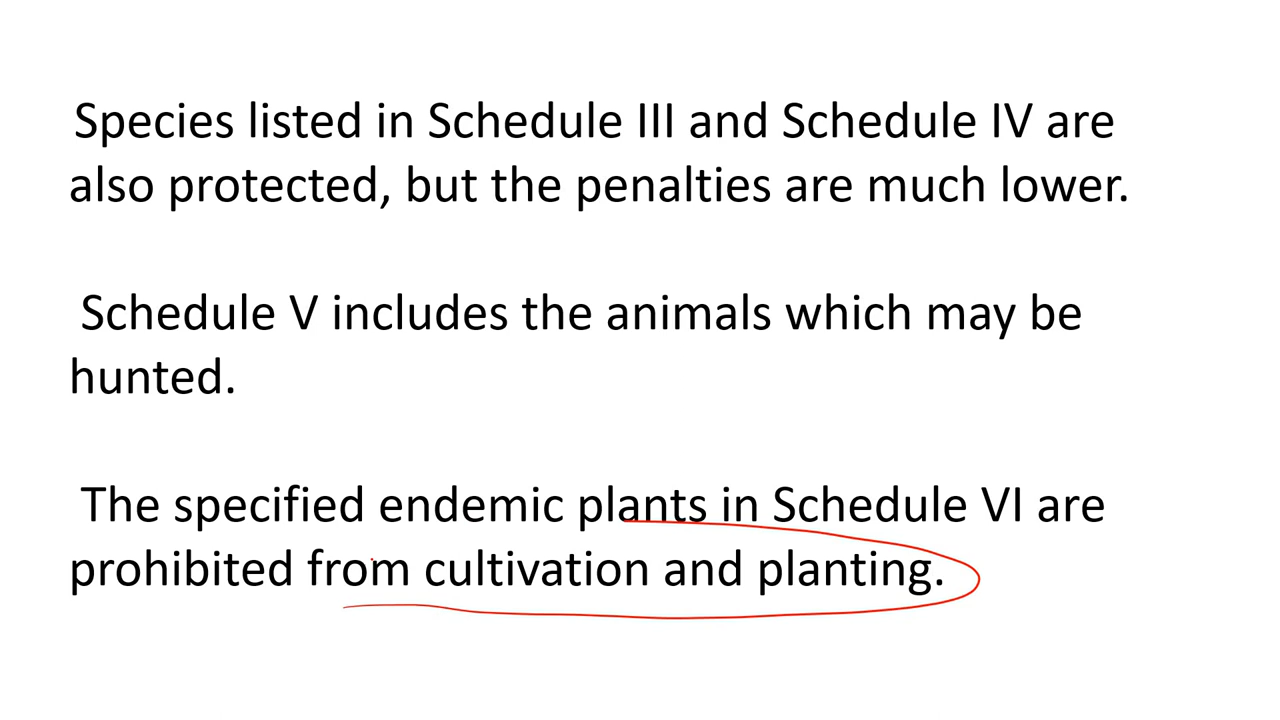 Species listed in Schedule III and Schedule IV are
also protected, but the penalties are much lower.
Schedule V includes the animals which may be
hunted.
The specified endemic plants in Schedule VI are
prohibited from cultivation and planting.